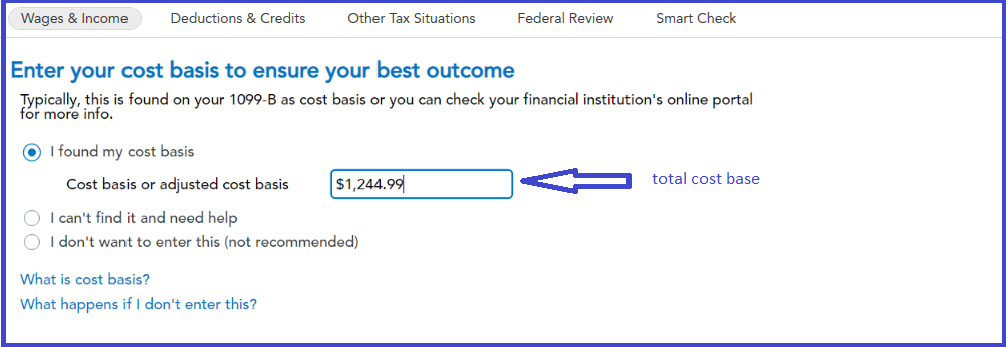 Wages & Income Deductions & Credits Other Tax Situations Federal Review Smart Check
Enter your cost basis to ensure your best outcome
Typically, this is found on your 1099-B as cost basis or you can check your financial institution's online portal
for more info.
I found my cost basis
Cost basis or adjusted cost basis $1,244.99 total cost base
I can't find it and need help
I don't want to enter this (not recommended)
What is cost basis?
What happens if I don't enter this?